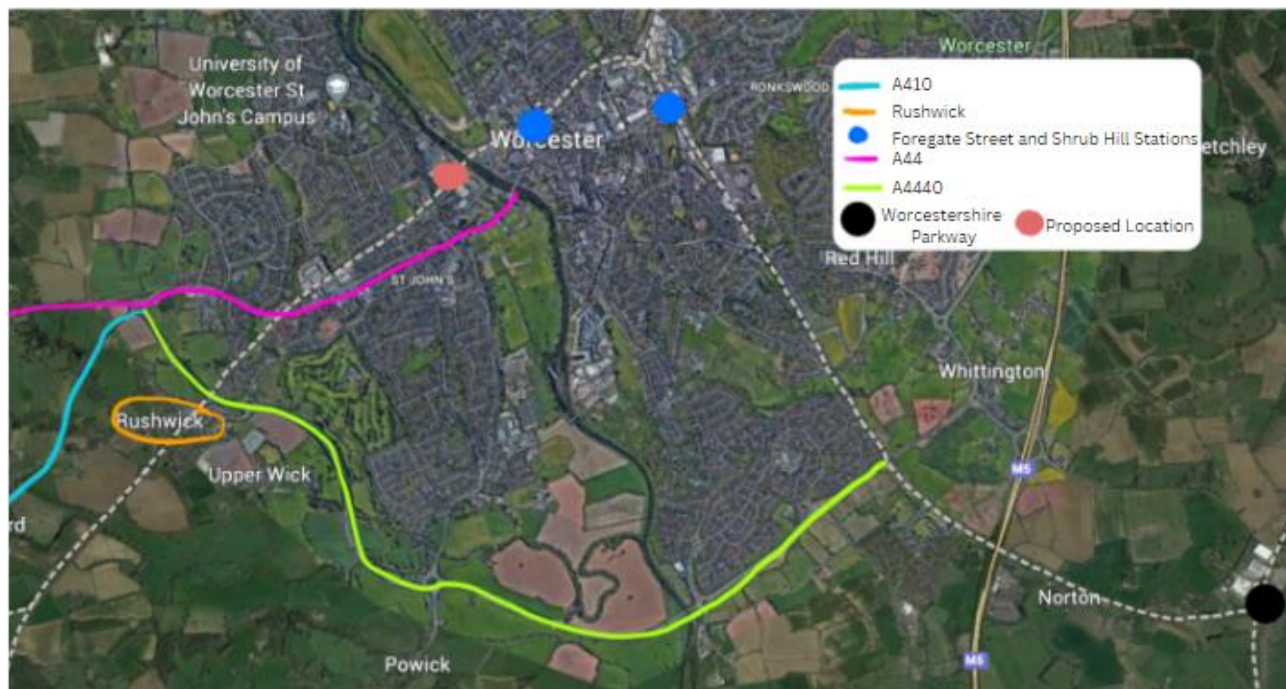 University of
Worcester St
John's Campus
Worcester
RONKSWOOD
A410
Rushwick
Foregate Street and Shrub Hill Stations
A44
A4440
Worcestershire
Parkway
Proposed Location
etchley
Worcester
Red Hill
ST JOHN'S
Whittington
Rushwick
Upper Wick
M5
rd
Norton
Powick
M5